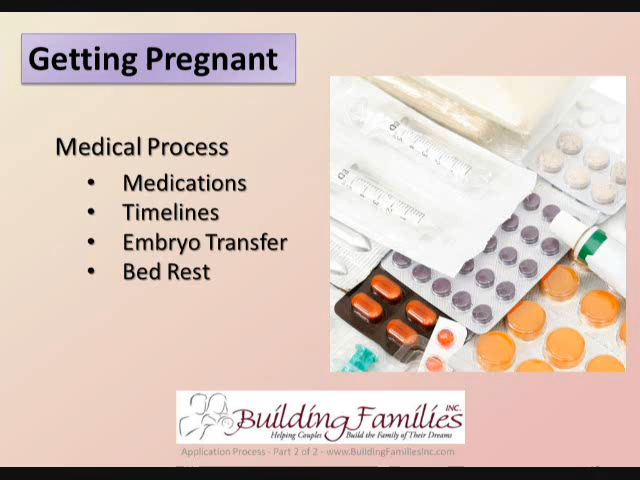 Getting Pregnant
Medical Process
• Medications
• Timelines
• Embryo Transfer
• Bed Rest
Building Families INC.
Helping Couples Build the Family of Their Dreams
Application Process - Part 2 of 2 - www.BuildingFamiliesInc.com